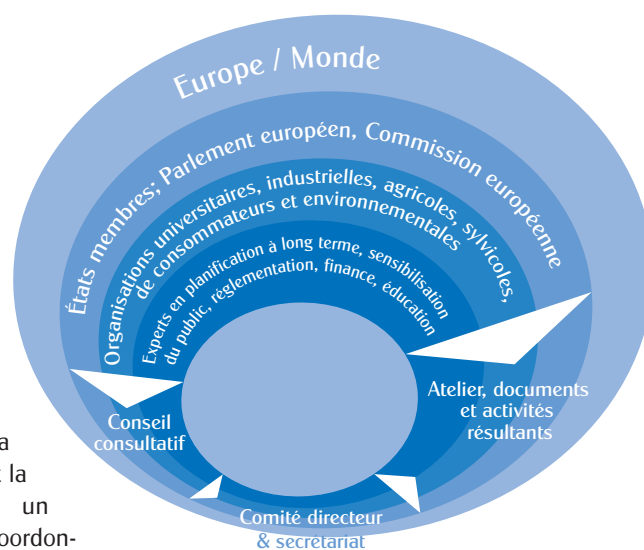 Europe / Monde
États membres; Parlement européen, Commission européenne
Organisations universitaires, industrielles, agricoles, sylvicoles,
de consommateurs et environnementales
Experts en planification à long terme, sensibilisation
du public, réglementation, finance, éducation
Atelier, documents
et activités
résultants
Conseil
consultatif
Comité directeur
& secrétariat
a
la
un
oordon-